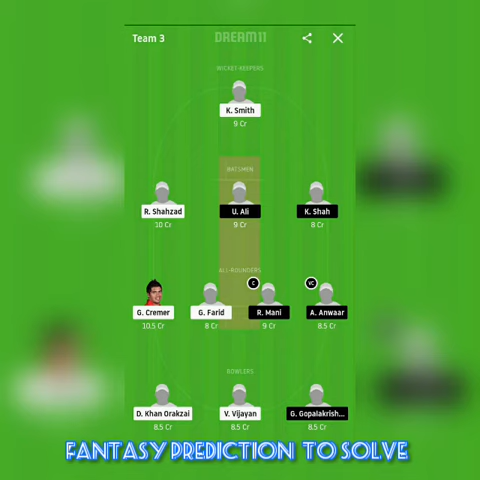 Team 3 DREAM11
WICKET-KEEPERS
K. Smith
9 Cr
BATSMEN
R. Shahzad U. Ali K. Shah
10 Cr 9 Cr 8 Cr
ALL-ROUNDERS
C VC
G. Cremer G. Farid R. Mani A. Anwaar
10.5 Cr 8 Cr 9 Cr 8.5 Cr
BOWLERS
D. Khan Orakzai V. Vijayan G. Gopalakrish...
8.5 Cr 8.5 Cr 8.5 Cr
FANTASY PREDICTION TO SOLVE